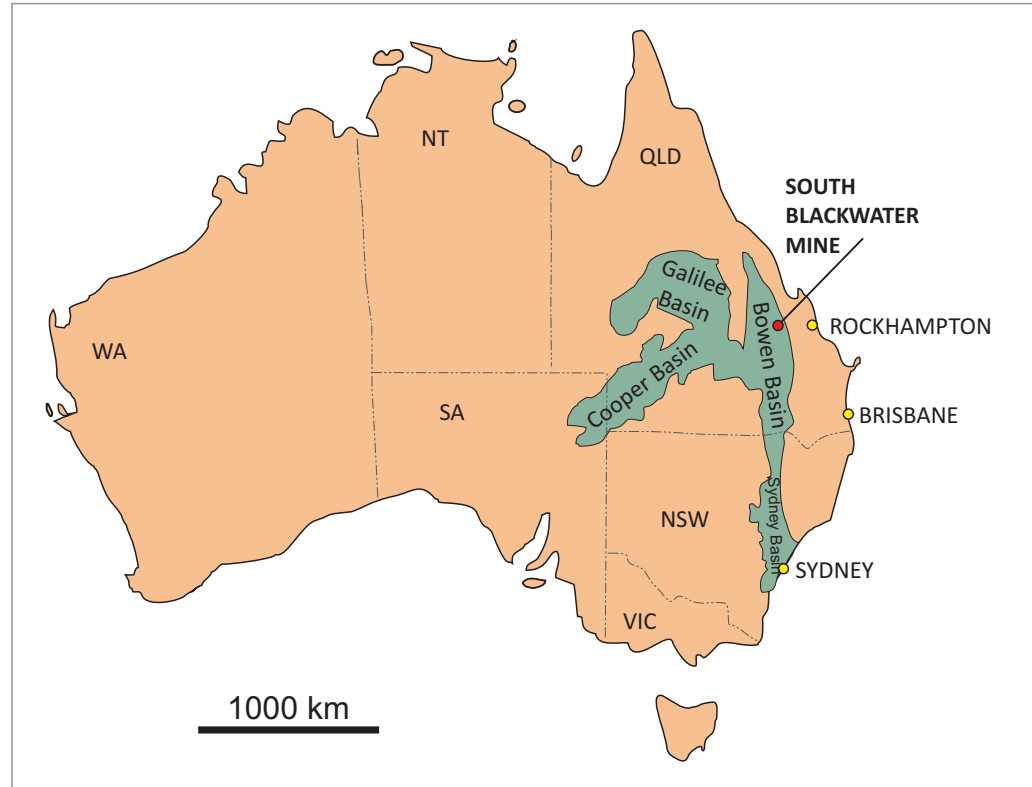 NT
QLD
SOUTH
BLACKWATER
MINE
Galilee
Basin
ROCKHAMPTON
WA
Bowen Basin
Cooper Basin
SA
BRISBANE
NSW
Sydney Basin
SYDNEY
VIC
1000 km